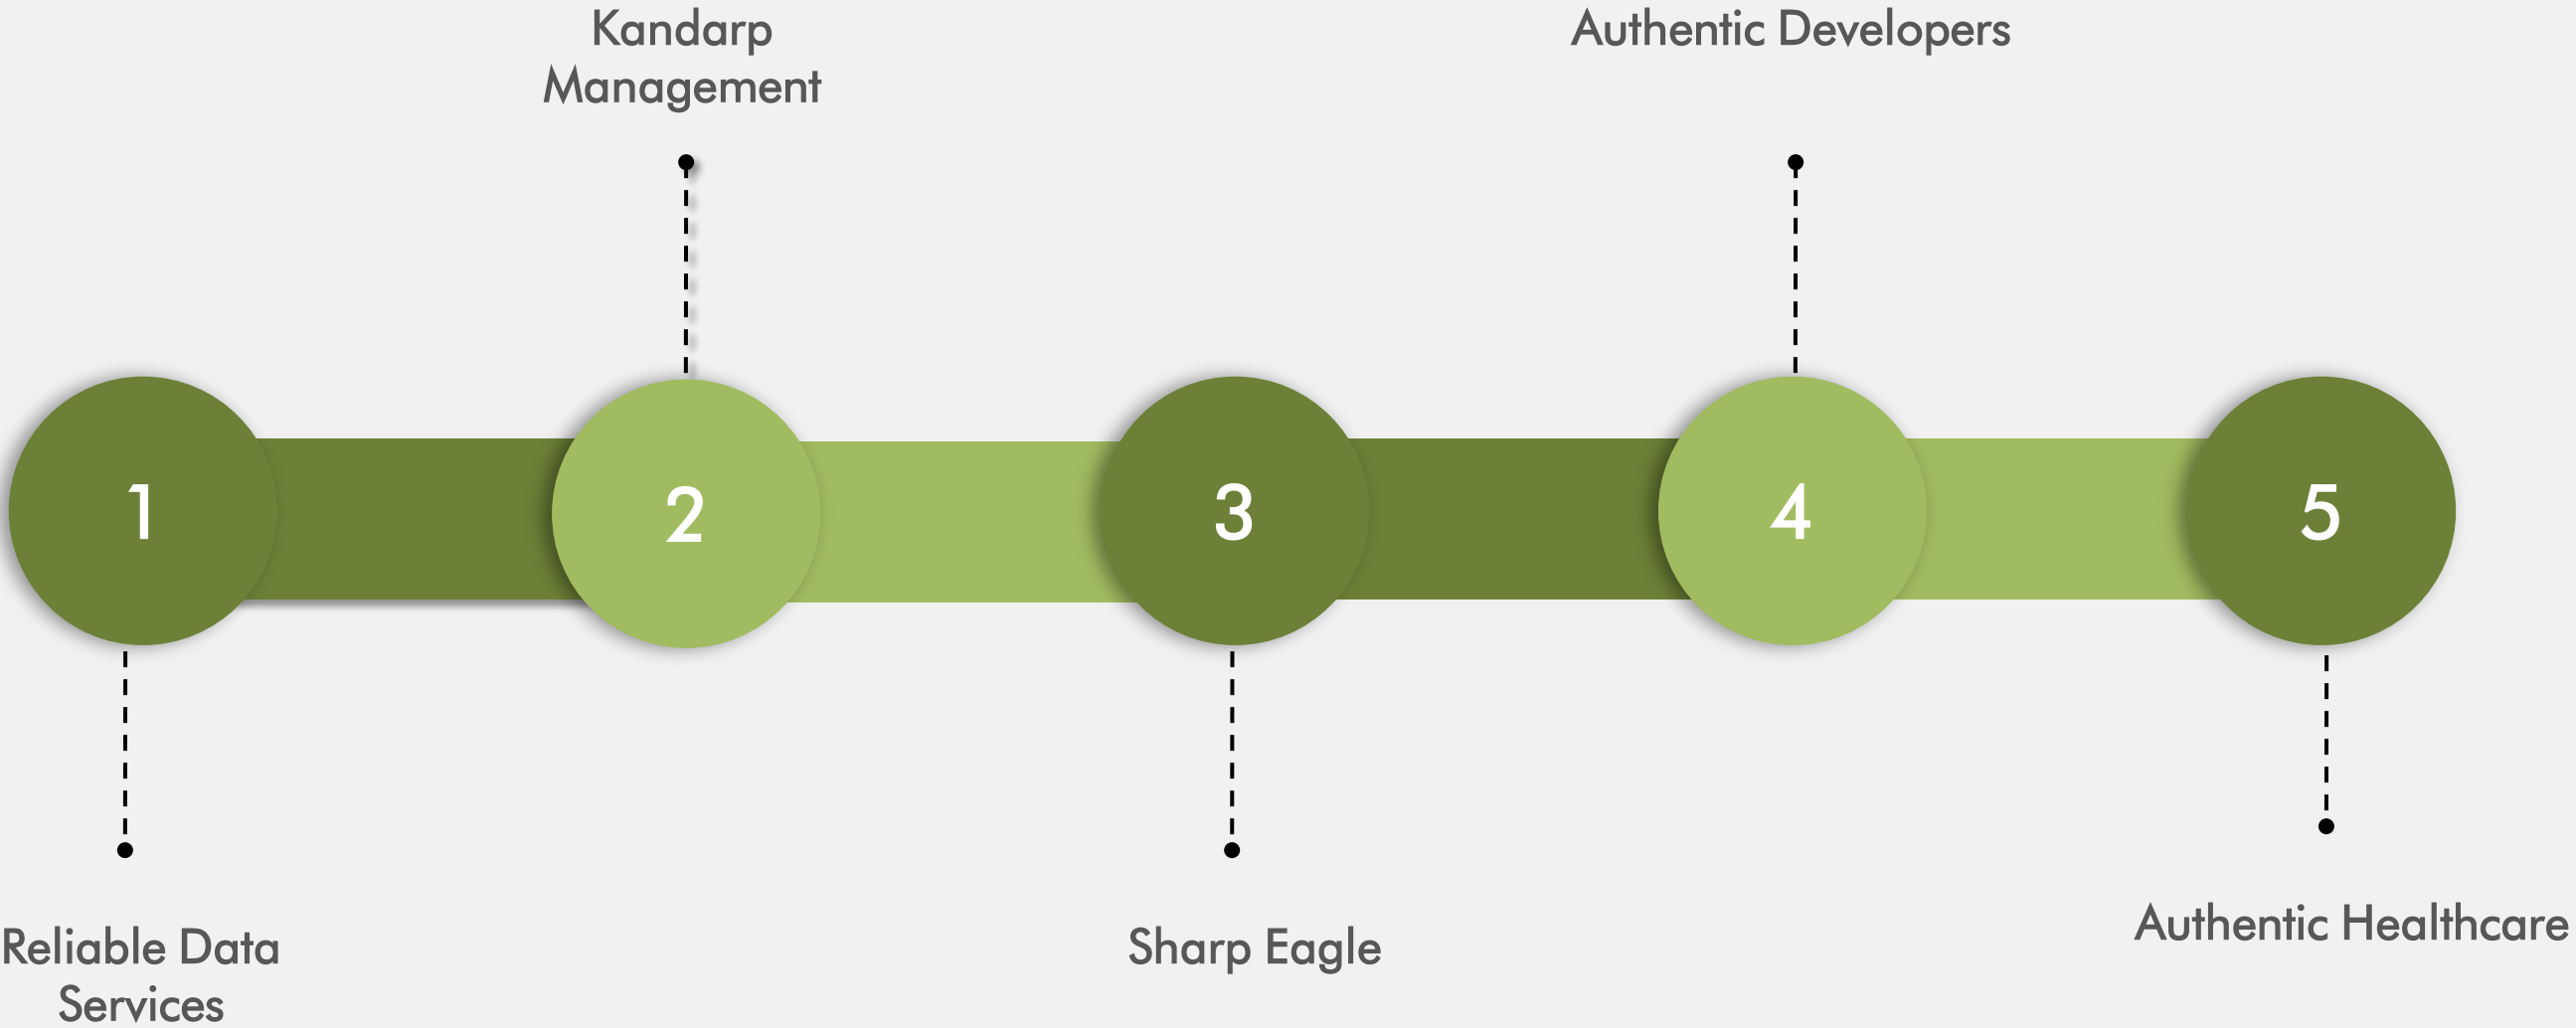 Kandarp
Management
Authentic Developers
1
2
3
4
5
Reliable Data
Services
Sharp Eagle
Authentic Healthcare